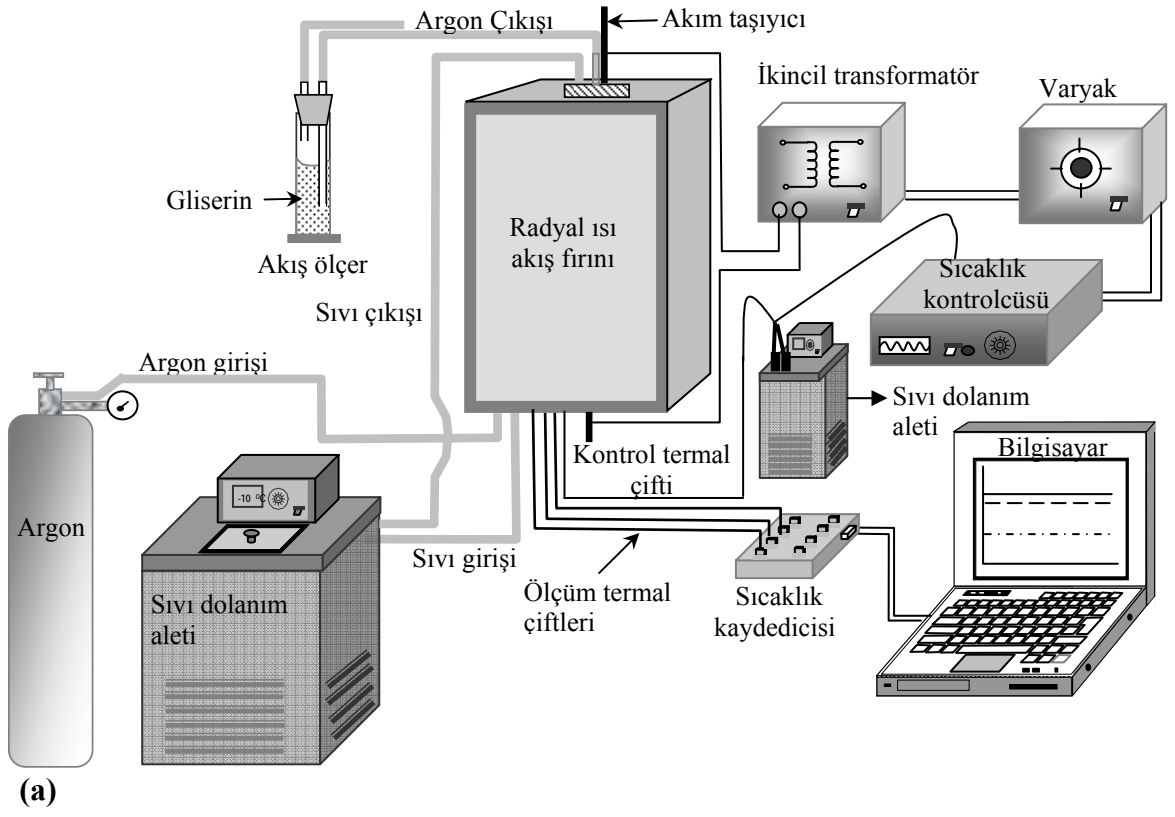 Argon Çıkışı
Akım taşıyıcı
İkincil transformatör
Varyak
Gliserin
Akış ölçer
Radyal ısı
akış fırını
Sıcaklık
kontrolcüsü
Sıvı çıkışı
Argon girişi
Sıvı dolanım
aleti
Kontrol termal
çifti
Bilgisayar
Argon
-10 ºC
Sıvı girişi
Sıvı dolanım
aleti
Ölçüm termal
çiftleri
Sıcaklık
kaydedicisi
(a)